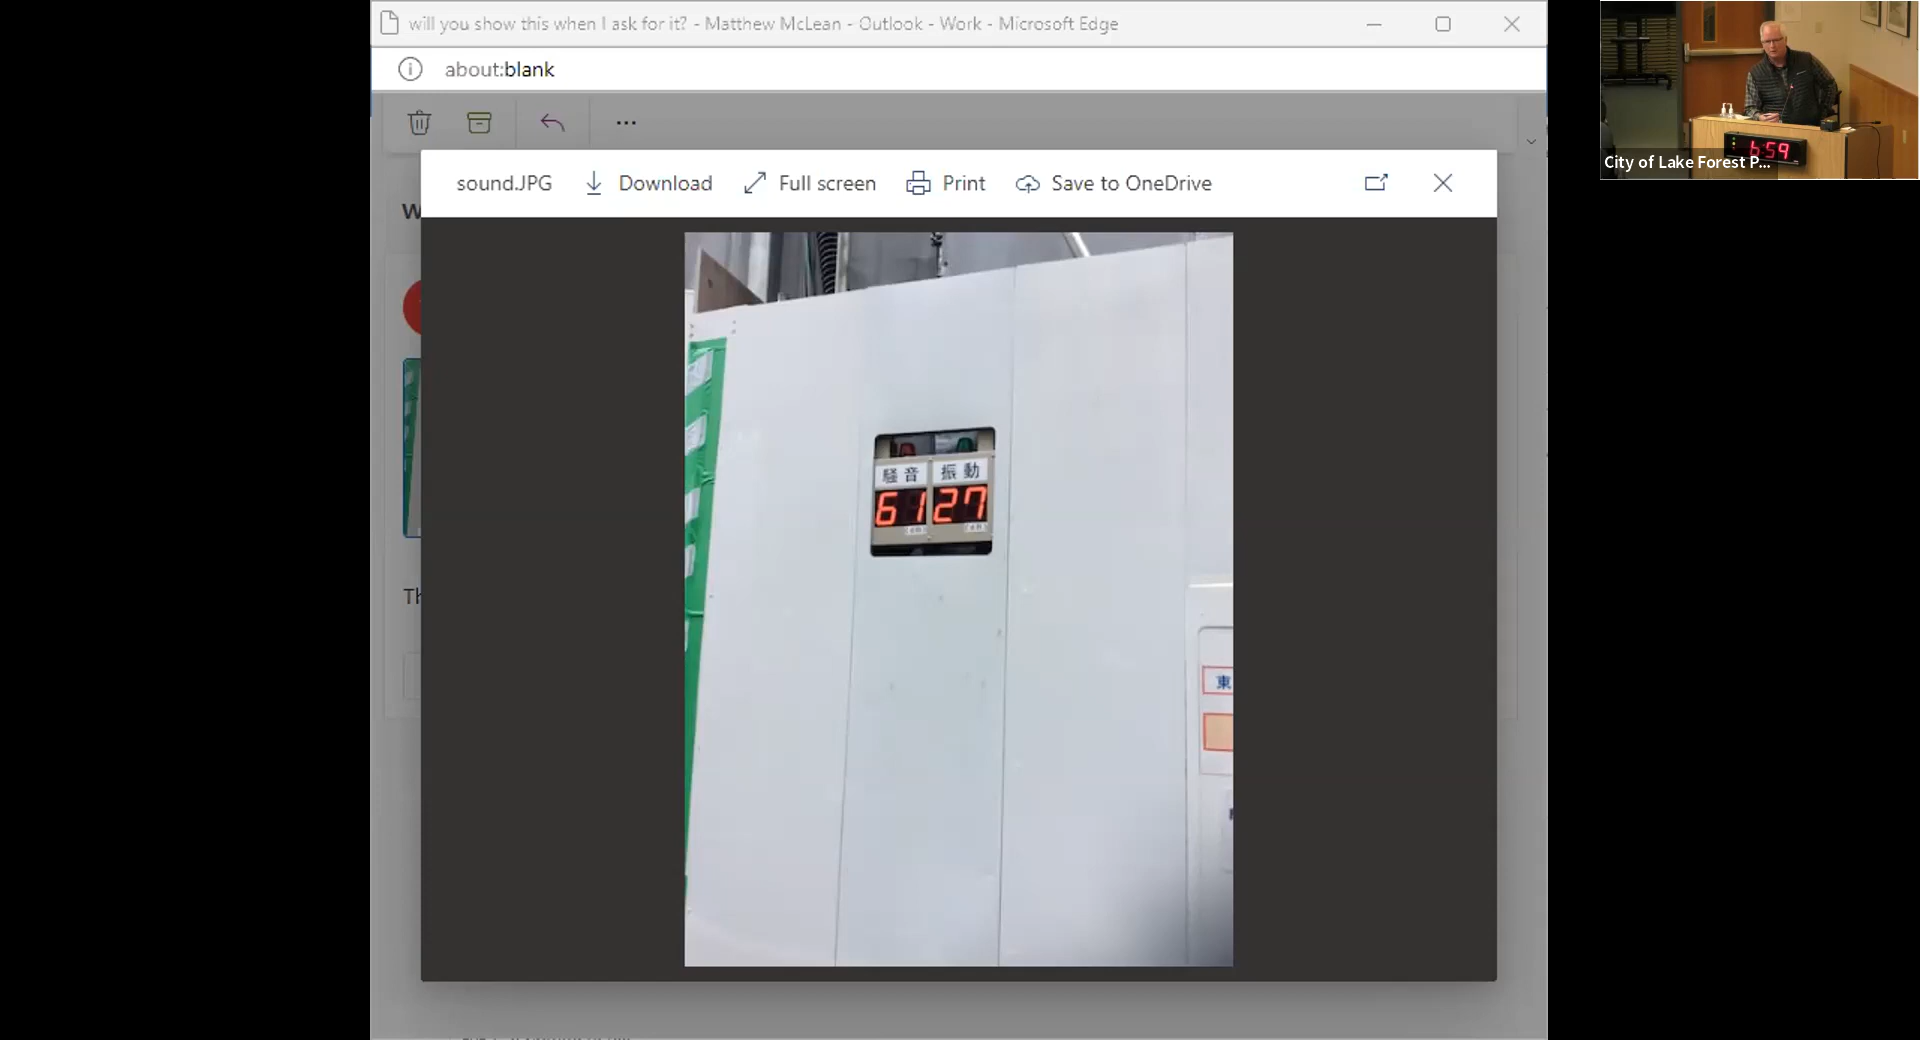 will you show this when I ask for it? - Matthew McLean - Outlook - Work - Microsoft Edge
about:blank
sound.JPG Download Full screen Print Save to OneDrive
騒音 振動
61 27
東
6:59
City of Lake Forest P...